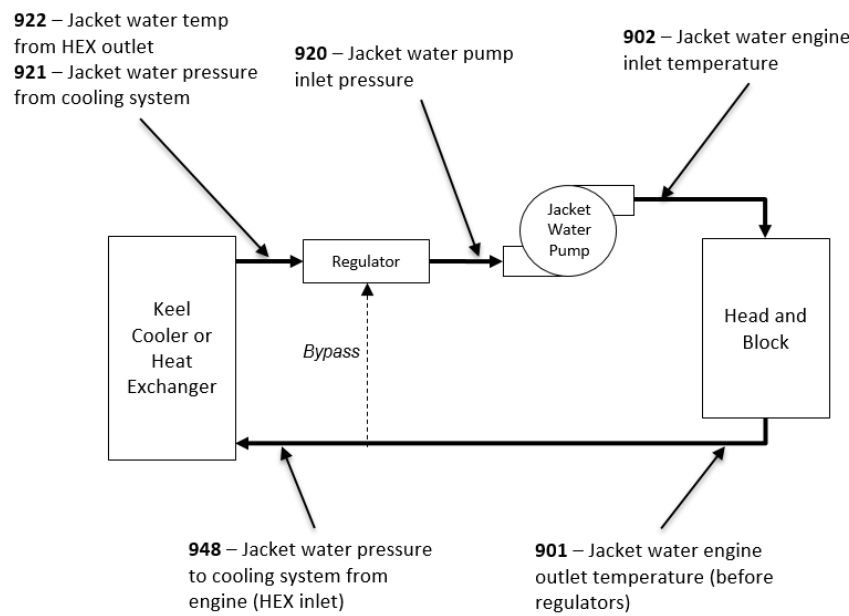 922 – Jacket water temp
from HEX outlet
921 – Jacket water pressure
from cooling system
920 – Jacket water pump
inlet pressure
902 – Jacket water engine
inlet temperature
Jacket
Water
Pump
Regulator
Keel
Cooler or
Heat
Exchanger
Bypass
Head and
Block
948 – Jacket water pressure
to cooling system from
engine (HEX inlet)
901 – Jacket water engine
outlet temperature (before
regulators)